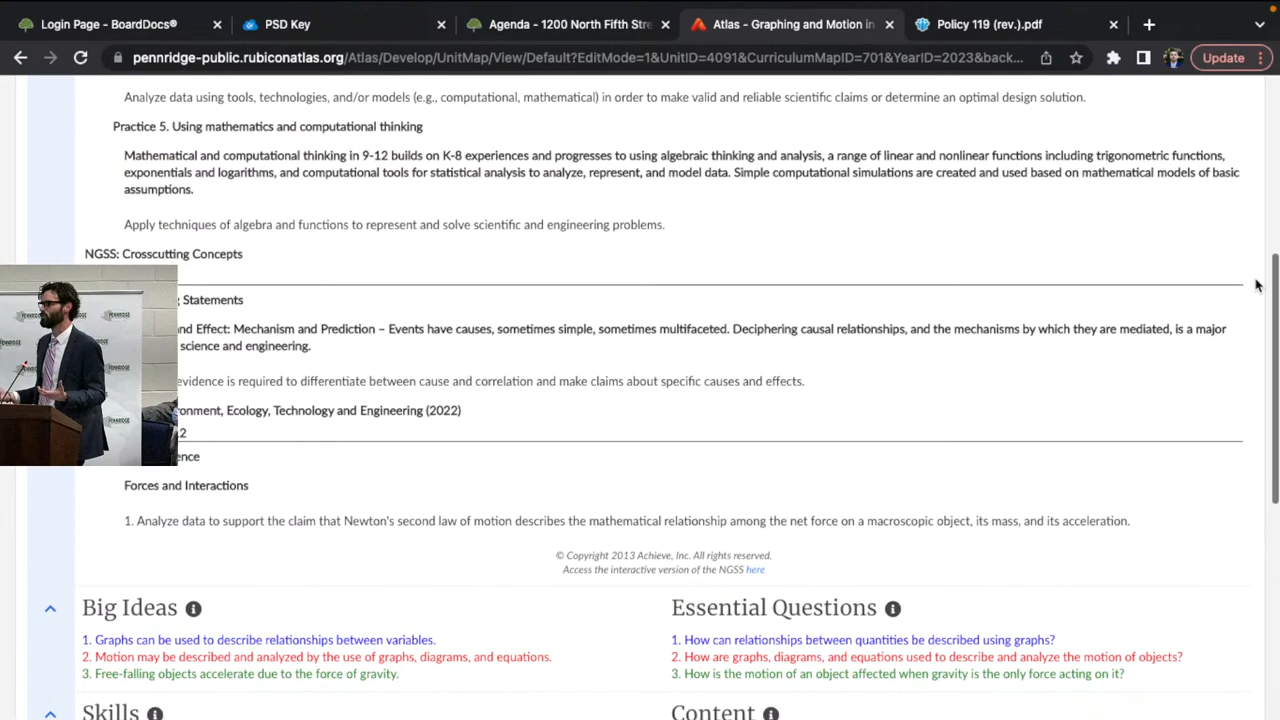 Login Page - BoardDocs®
PSD Key
Agenda - 1200 North Fifth Stre
Atlas - Graphing and Motion in
Policy 119 (rev.).pdf
pennridge-public.rubiconatlas.org/Atlas/Develop/UnitMap/View/Default?EditMode=1&UnitID=4091&CurriculumMapID=701&YearID=2023&back...
Update
Analyze data using tools, technologies, and/or models (e.g., computational, mathematical) in order to make valid and reliable scientific claims or determine an optimal design solution.
Practice 5. Using mathematics and computational thinking
Mathematical and computational thinking in 9-12 builds on K-8 experiences and progresses to using algebraic thinking and analysis, a range of linear and nonlinear functions including trigonometric functions,
exponentials and logarithms, and computational tools for statistical analysis to analyze, represent, and model data. Simple computational simulations are created and used based on mathematical models of basic
assumptions.
Apply techniques of algebra and functions to represent and solve scientific and engineering problems.
NGSS: Crosscutting Concepts
Statements
and Effect: Mechanism and Prediction – Events have causes, sometimes simple, sometimes multifaceted. Deciphering causal relationships, and the mechanisms by which they are mediated, is a major
science and engineering.
evidence is required to differentiate between cause and correlation and make claims about specific causes and effects.
onment, Ecology, Technology and Engineering (2022)
2
ence
Forces and Interactions
1. Analyze data to support the claim that Newton's second law of motion describes the mathematical relationship among the net force on a macroscopic object, its mass, and its acceleration.
© Copyright 2013 Achieve, Inc. All rights reserved.
Access the interactive version of the NGSS here
Big Ideas
1. Graphs can be used to describe relationships between variables.
2. Motion may be described and analyzed by the use of graphs, diagrams, and equations.
3. Free-falling objects accelerate due to the force of gravity.
Essential Questions
1. How can relationships between quantities be described using graphs?
2. How are graphs, diagrams, and equations used to describe and analyze the motion of objects?
3. How is the motion of an object affected when gravity is the only force acting on it?
Skills
Content
PENNRIDGE